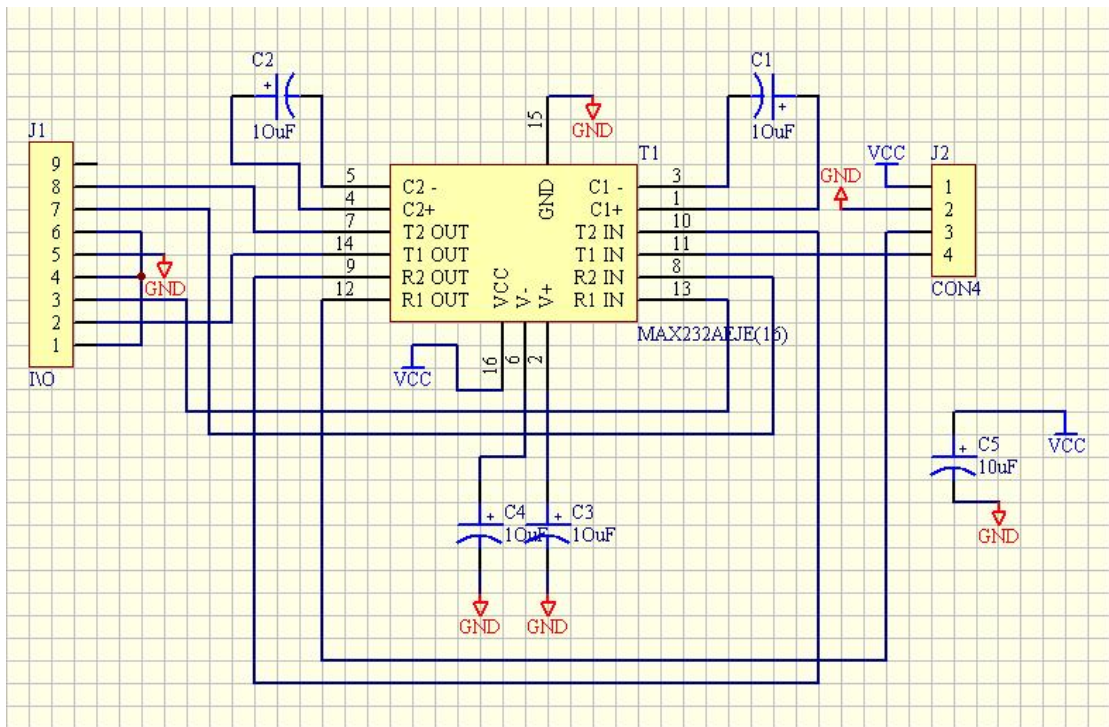 C2
+
10uF
C1
+
10uF
15
GND
J1
9
8
7
6
5
4
3
2
1
I\O
GND
T1
5
4
7
14
9
12
C2 -
C2+
T2 OUT
T1 OUT
R2 OUT
R1 OUT
GND
VCC
V-
V+
C1 -
C1+
T2 IN
T1 IN
R2 IN
R1 IN
3
1
10
11
8
13
MAX232AEJE(16)
16
6
2
VCC
VCC
GND
J2
1
2
3
4
CON4
+
C4
10uF
GND
+
C3
10uF
GND
+
C5
10uF
VCC
GND